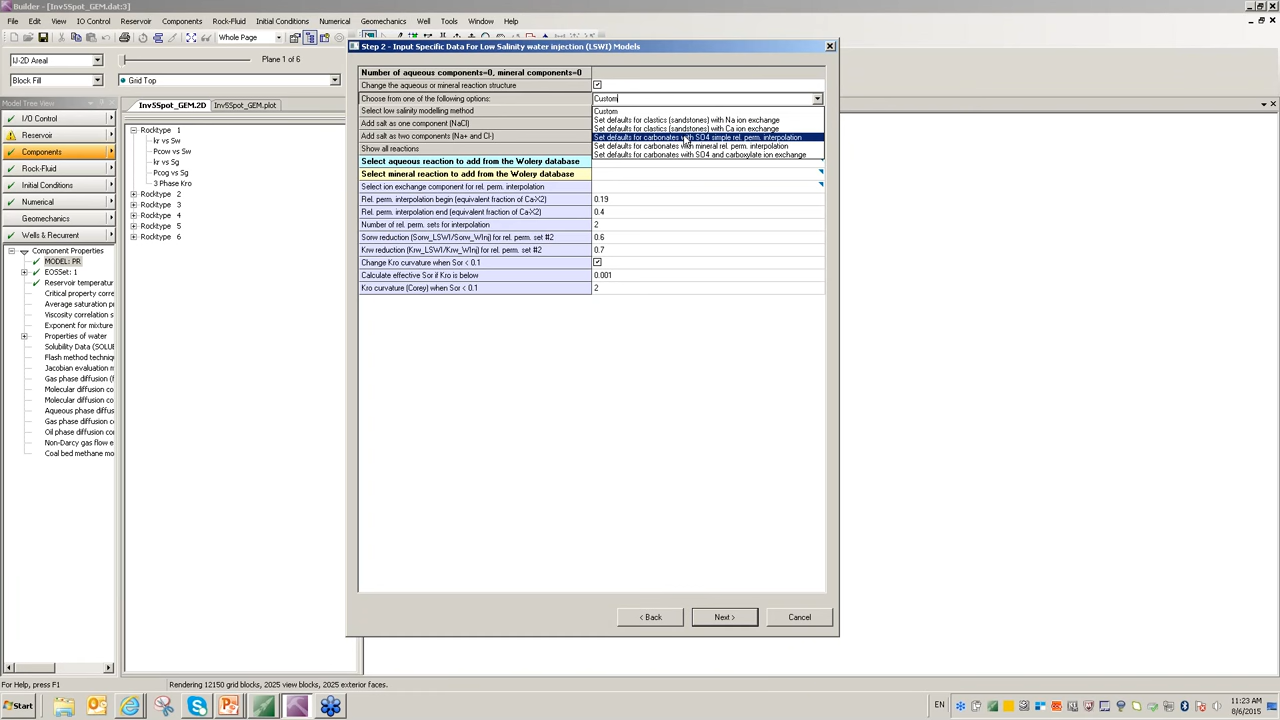 Builder - [Inv5Spot_GEM.dat:3]
File Edit View IO Control Reservoir Components Rock-Fluid Initial Conditions Numerical Geomechanics Well Tools Window Help
Whole Page
IJ-2D Areal
Plane 1 of 6
Block Fill
Grid Top
Model Tree View
Inv5Spot_GEM.2D
Inv5Spot_GEM.plot
I/O Control
Reservoir
Components
Rock-Fluid
Initial Conditions
Numerical
Geomechanics
Wells & Recurrent
Component Properties
MODEL: PR
EOSSet: 1
Reservoir temperatur
Critical property corre
Average saturation p
Viscosity correlation s
Exponent for mixture
Properties of water
Solubility Data (SOLU
Flash method techniq
Jacobian evaluation m
Gas phase diffusion (f
Molecular diffusion co
Molecular diffusion co
Aqueous phase diffus
Gas phase diffusion c
Oil phase diffusion co
Non-Darcy gas flow e
Coal bed methane mo
Rocktype 1
kr vs Sw
Pcow vs Sw
kr vs Sg
Pcog vs Sg
3 Phase Kro
Rocktype 2
Rocktype 3
Rocktype 4
Rocktype 5
Rocktype 6
Step 2 - Input Specific Data For Low Salinity water injection (LSWI) Models
Number of aqueous components=0, mineral components=0
Change the aqueous or mineral reaction structure
Choose from one of the following options: Custom
Select low salinity modelling method
Add salt as one component (NaCl)
Add salt as two components (Na+ and Cl-)
Show all reactions
Custom
Set defaults for clastics (sandstones) with Na ion exchange
Set defaults for clastics (sandstones) with Ca ion exchange
Set defaults for carbonates with SO4 simple rel. perm. interpolation
Set defaults for carbonates with mineral rel. perm. interpolation
Set defaults for carbonates with SO4 and carboxylate ion exchange
Select aqueous reaction to add from the Wolery database
Select mineral reaction to add from the Wolery database
Select ion exchange component for rel. perm. interpolation
Rel. perm. interpolation begin (equivalent fraction of Ca-X2) 0.19
Rel. perm. interpolation end (equivalent fraction of Ca-X2) 0.4
Number of rel. perm. sets for interpolation 2
Sorw reduction (Sorw_LSWI/Sorw_WInj) for rel. perm. set #2 0.6
Krw reduction (Krw_LSWI/Krw_WInj) for rel. perm. set #2 0.7
Change Kro curvature when Sor < 0.1
Calculate effective Sor if Kro is below 0.001
Kro curvature (Corey) when Sor < 0.1 2
< Back
Next >
Cancel
For Help, press F1
Rendering 12150 grid blocks, 2025 view blocks, 2025 exterior faces.
Start
EN
11:23 AM
8/6/2015